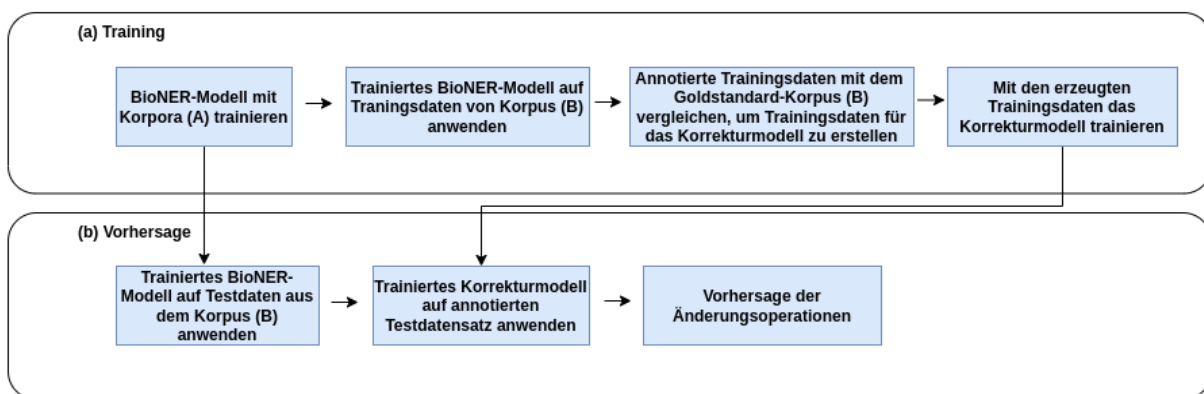 (a) Training
BioNER-Modell mit
Korpora (A) trainieren
Trainiertes BioNER-Modell auf
Traningsdaten von Korpus (B)
anwenden
Annotierte Trainingsdaten mit dem
Goldstandard-Korpus (B)
vergleichen, um Trainingsdaten für
das Korrekturmodell zu erstellen
Mit den erzeugten
Trainingsdaten das
Korrekturmodell trainieren
(b) Vorhersage
Trainiertes BioNER-
Modell auf Testdaten aus
dem Korpus (B)
anwenden
Trainiertes Korrekturmodell
auf annotierten
Testdatensatz anwenden
Vorhersage der
Änderungsoperationen